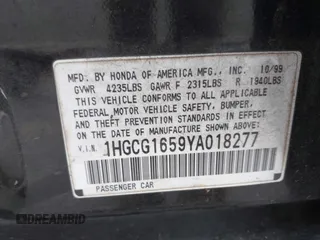 MFD. BY HONDA OF AMERICA MFG., INC. 10/99
GVWR 4235LBS GAWR F 2315LBS R 1940LBS
THIS VEHICLE CONFORMS TO ALL APPLICABLE
FEDERAL MOTOR VEHICLE SAFETY, BUMPER,
AND THEFT PREVENTION STANDARDS IN EFFECT
ON THE DATE OF MANUFACTURE SHOWN ABOVE.
V.I.N. 1HGCG1659YA018277
PASSENGER CAR
DREAMBID